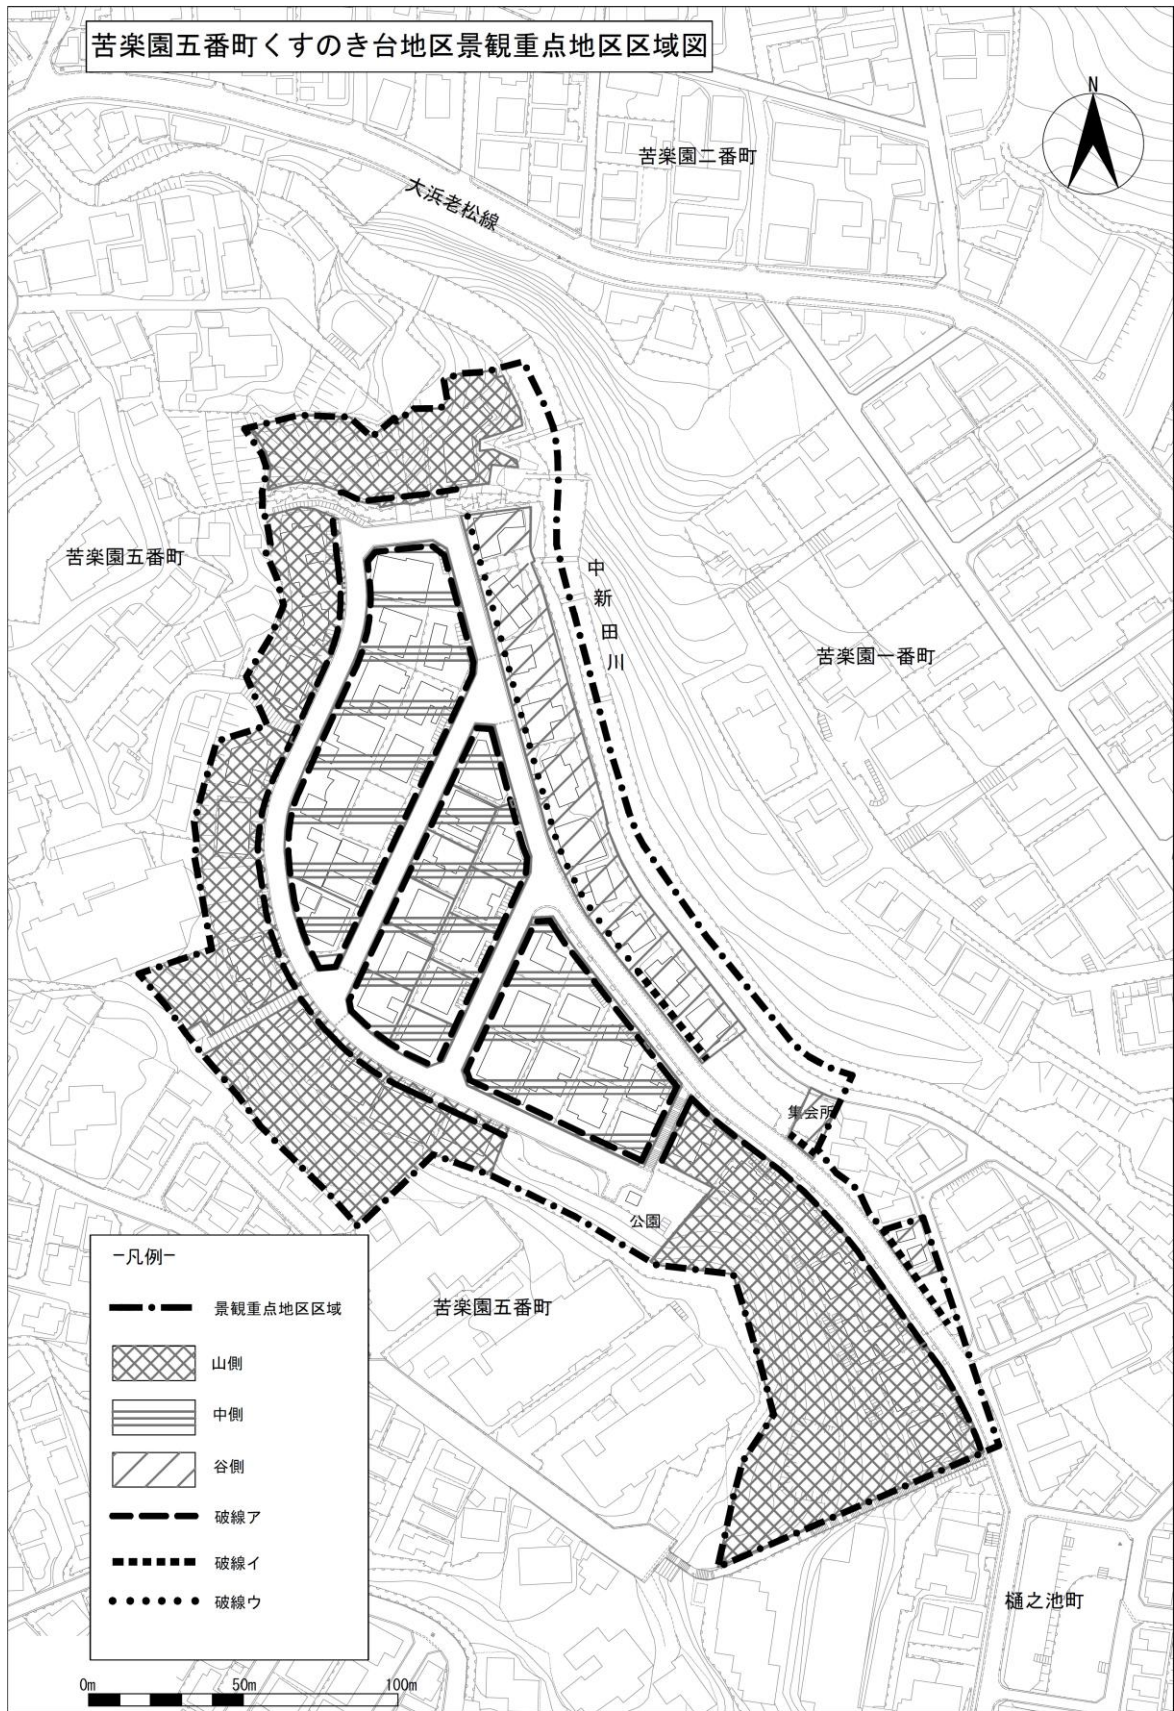 苦楽園五番町くすのき台地区景観重点地区区域図
N
苦楽園二番町
大浜老松線
苦楽園五番町
中新田川
苦楽園一番町
集会所
公園
苦楽園五番町
樋之池町
－凡例－
景観重点地区区域
山側
中側
谷側
破線ア
破線イ
破線ウ
0m 50m 100m